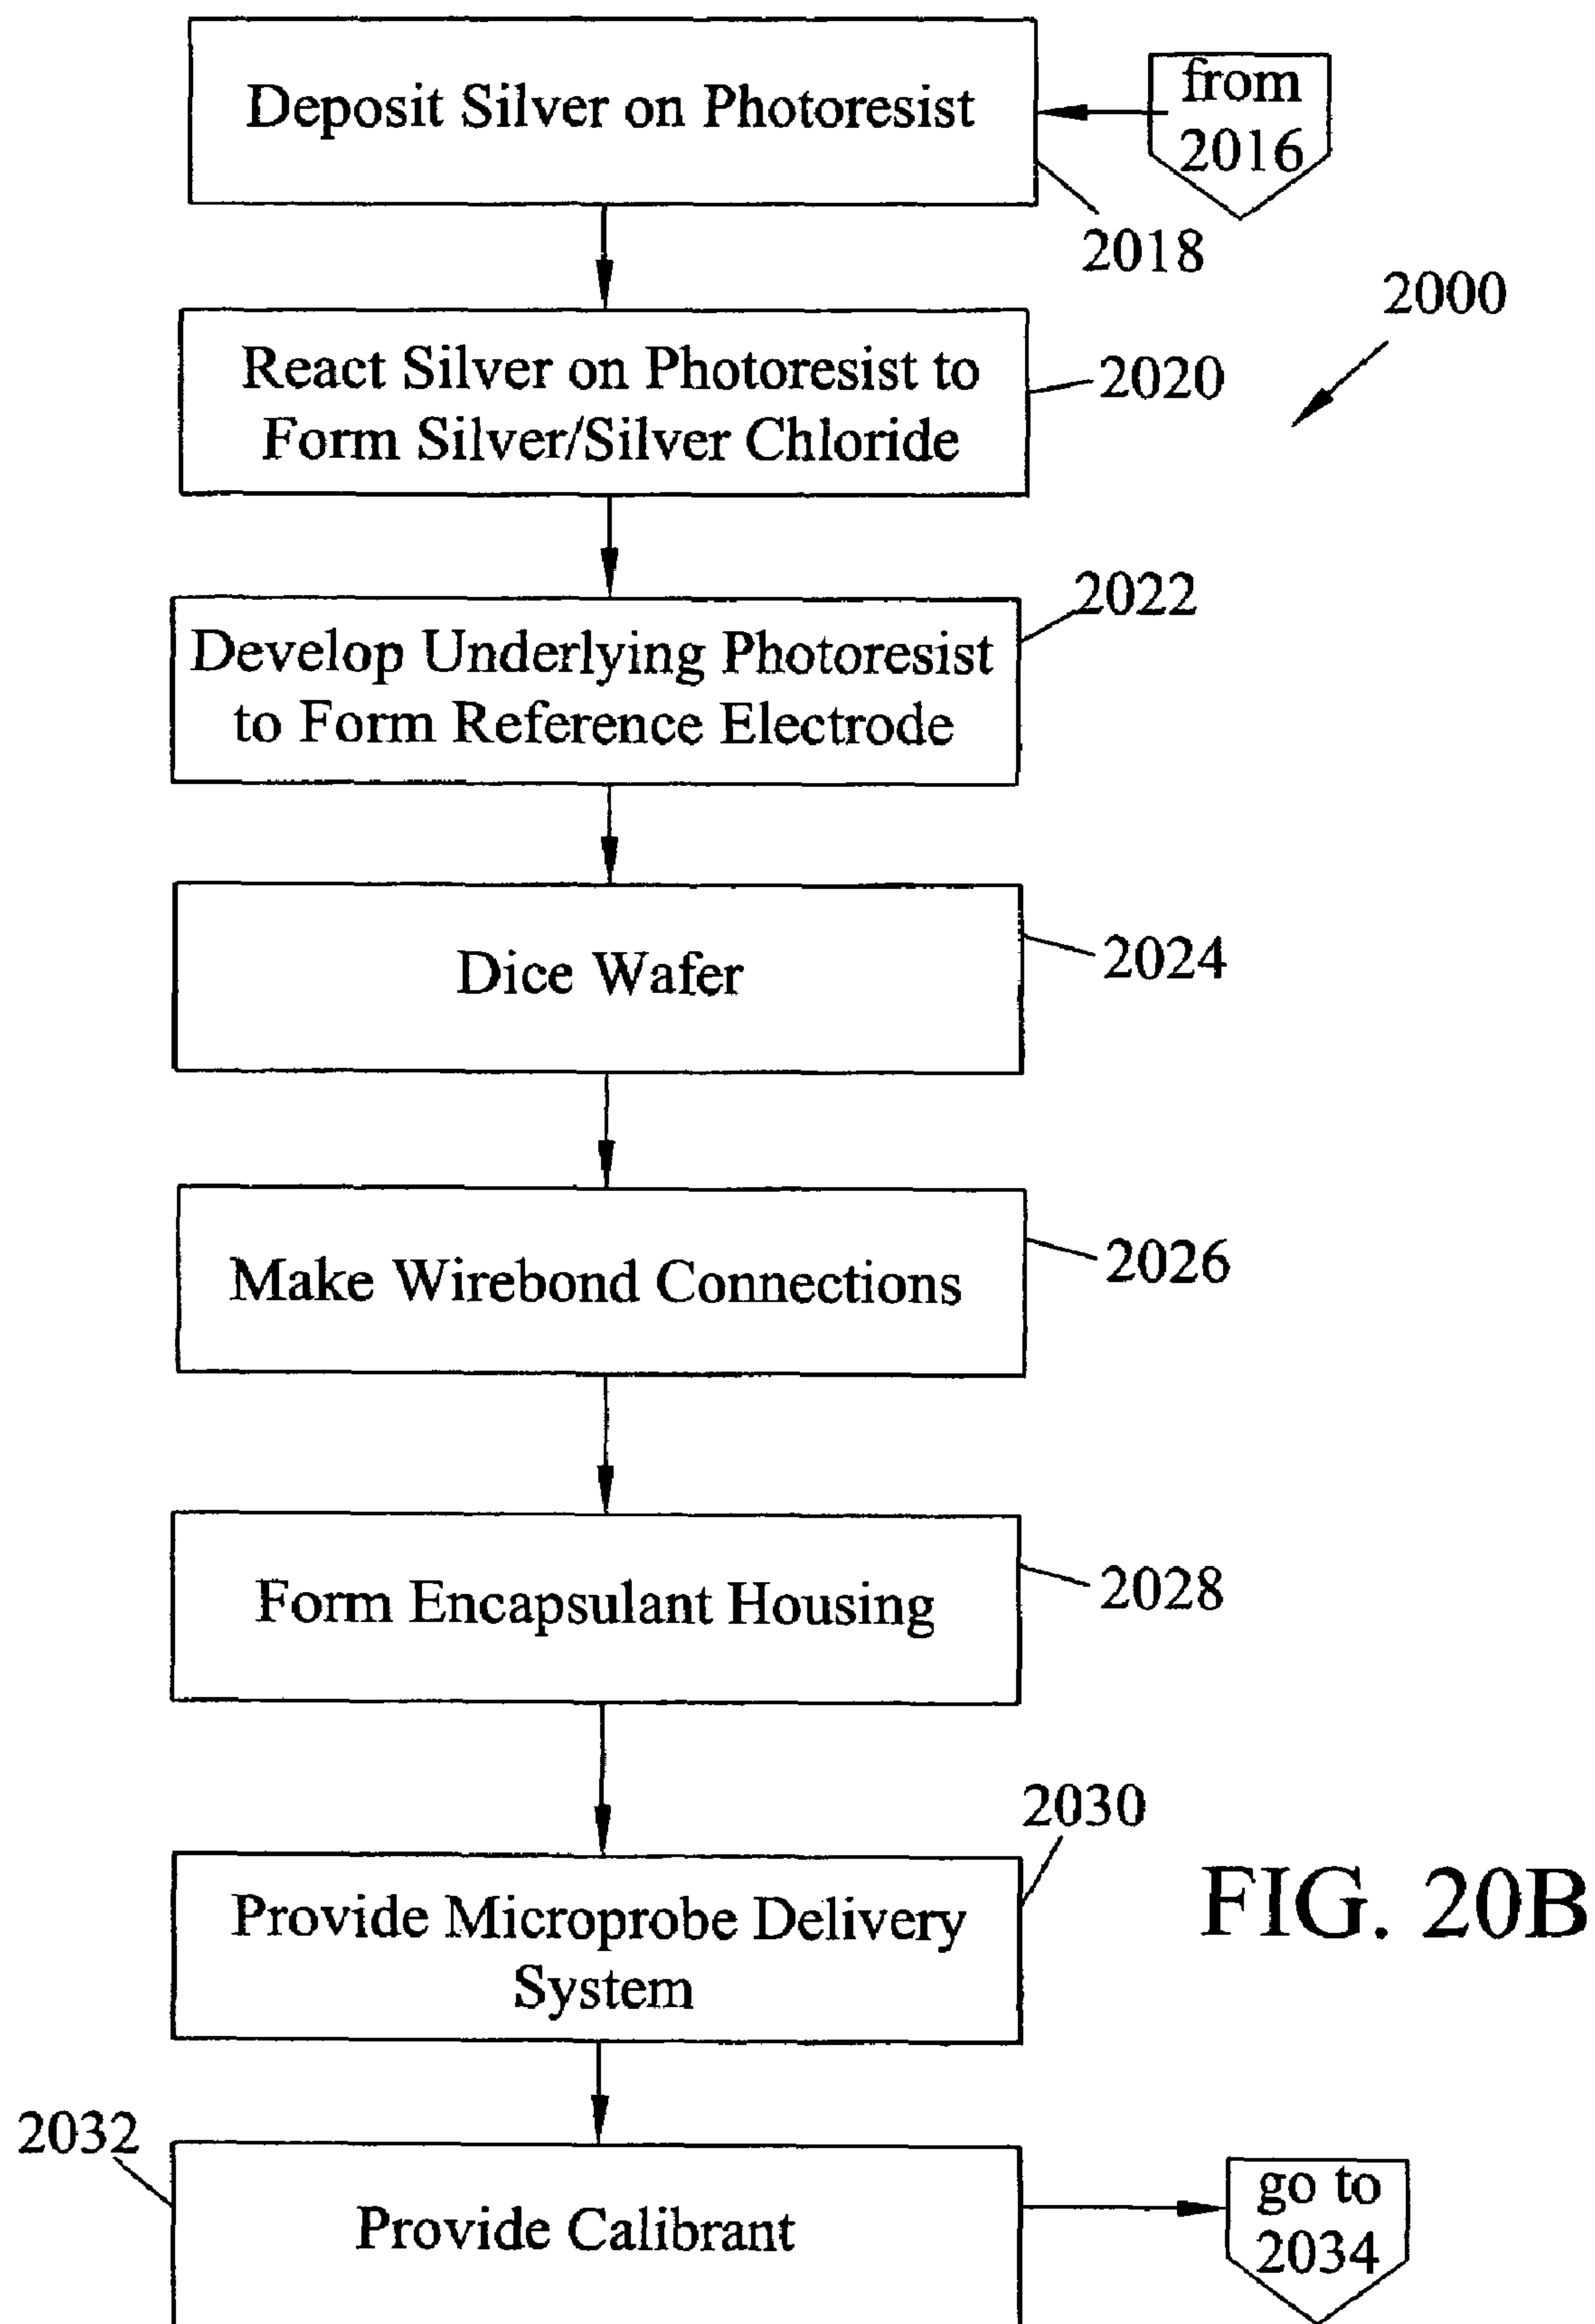 Deposit Silver on Photoresist
from
2016
2018
2000
React Silver on Photoresist to
Form Silver/Silver Chloride
2020
2022
Develop Underlying Photoresist
to Form Reference Electrode
Dice Wafer
2024
Make Wirebond Connections
2026
Form Encapsulant Housing
2028
2030
Provide Microprobe Delivery
System
FIG. 20B
2032
Provide Calibrant
go to
2034